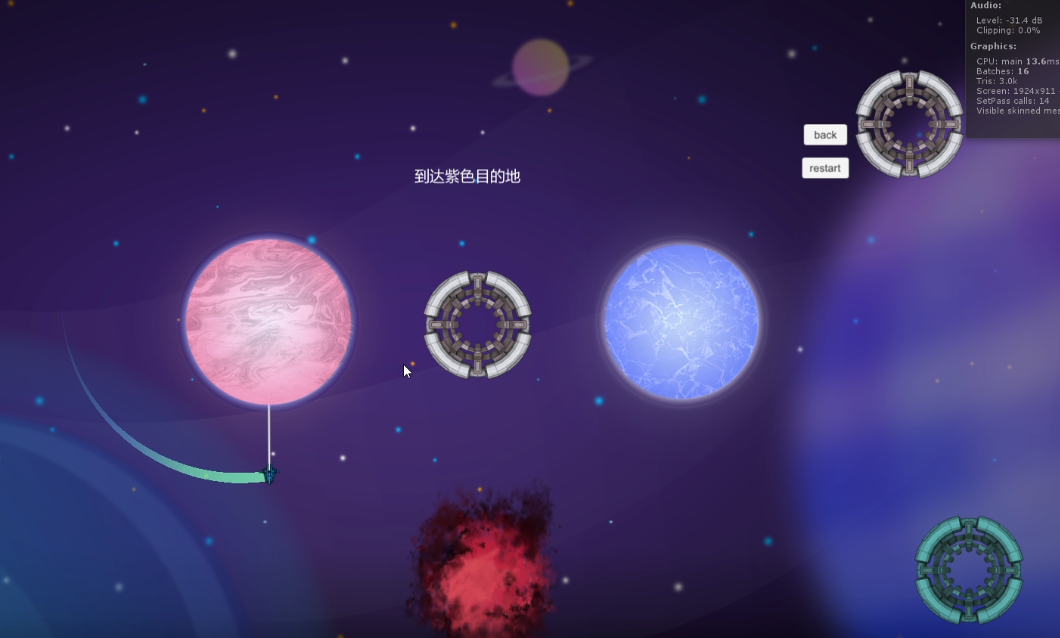 Audio:
Level: -31.4 dB
Clipping: 0.0%
Graphics:
CPU: main 13.6ms
Batches: 16
Tris: 3.0k
Screen: 1924x911
SetPass calls: 14
Visible skinned mes
back
restart
到达紫色目的地